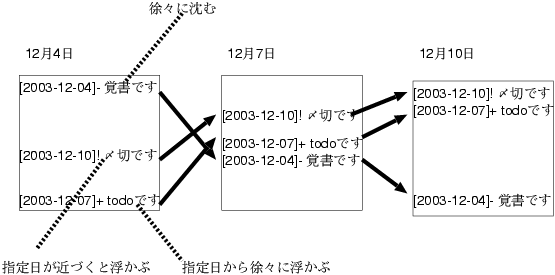 徐々に沈む
12月4日
12月7日
12月10日
[2003-12-04]- 覚書です
[2003-12-10]! 〆切です
[2003-12-07]+ todoです
[2003-12-10]! 〆切です
[2003-12-07]+ todoです
[2003-12-04]- 覚書です
[2003-12-10]! 〆切です
[2003-12-07]+ todoです
[2003-12-04]- 覚書です
指定日が近づくと浮かぶ
指定日から徐々に浮かぶ